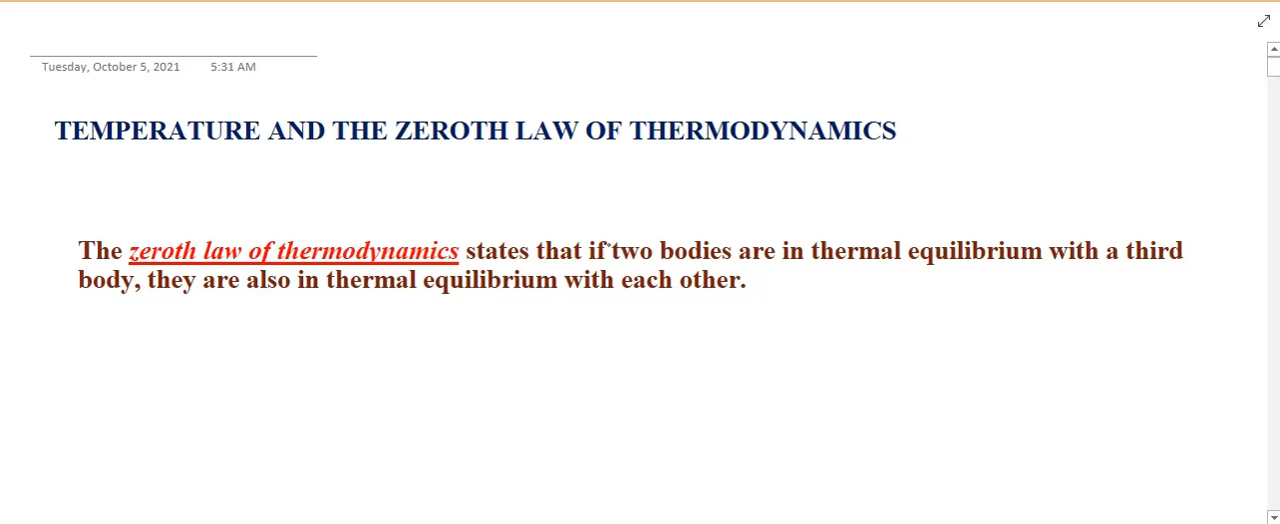 Tuesday, October 5, 2021 5:31 AM
TEMPERATURE AND THE ZEROTH LAW OF THERMODYNAMICS
The zeroth law of thermodynamics states that if two bodies are in thermal equilibrium with a third
body, they are also in thermal equilibrium with each other.